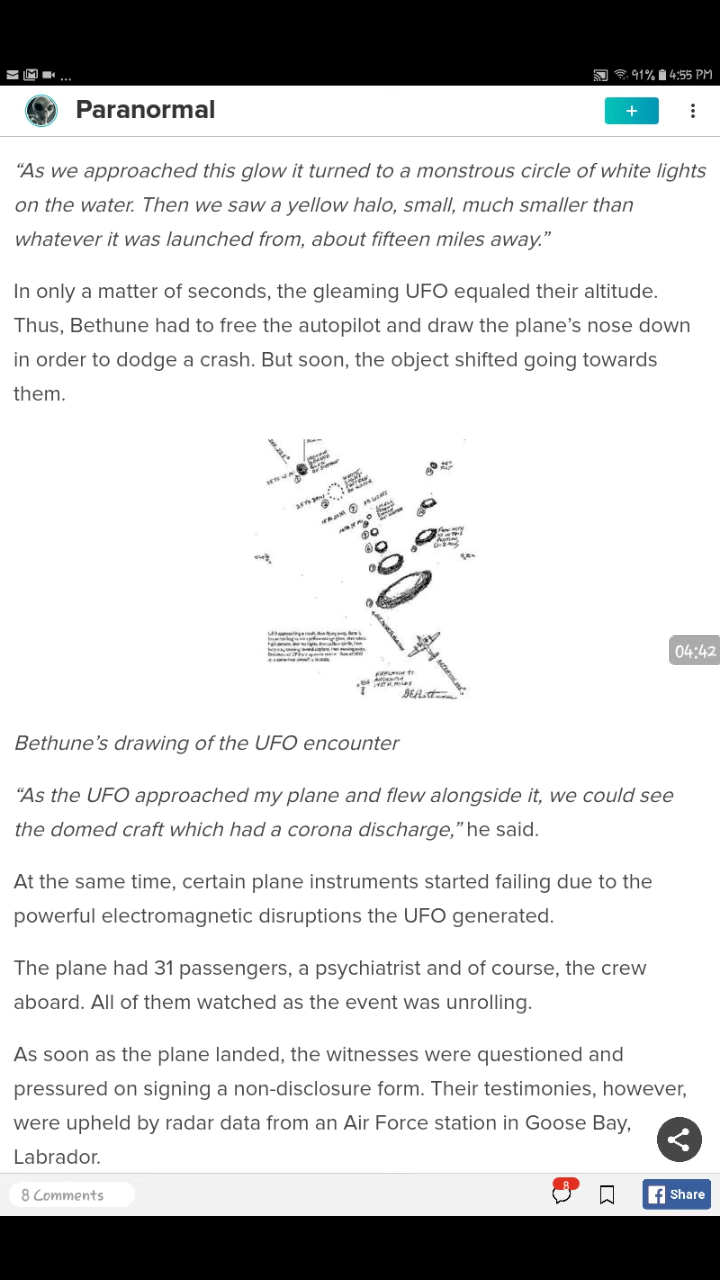 ... 91% 4:55 PM
Paranormal
+
“As we approached this glow it turned to a monstrous circle of white lights
on the water. Then we saw a yellow halo, small, much smaller than
whatever it was launched from, about fifteen miles away.”
In only a matter of seconds, the gleaming UFO equaled their altitude.
Thus, Bethune had to free the autopilot and draw the plane’s nose down
in order to dodge a crash. But soon, the object shifted going towards
them.
04:42
Bethune’s drawing of the UFO encounter
“As the UFO approached my plane and flew alongside it, we could see
the domed craft which had a corona discharge,” he said.
At the same time, certain plane instruments started failing due to the
powerful electromagnetic disruptions the UFO generated.
The plane had 31 passengers, a psychiatrist and of course, the crew
aboard. All of them watched as the event was unrolling.
As soon as the plane landed, the witnesses were questioned and
pressured on signing a non-disclosure form. Their testimonies, however,
were upheld by radar data from an Air Force station in Goose Bay,
Labrador.
8 Comments
8
Share